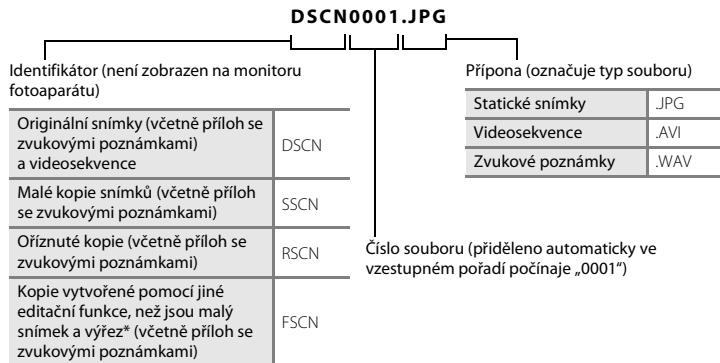 DSCN0001.JPG
Identifikátor (není zobrazen na monitoru
fotoaparátu)
Originální snímky (včetně příloh se
zvukovými poznámkami)
a videosekvence
DSCN
Malé kopie snímků (včetně příloh
se zvukovými poznámkami)
SSCN
Oříznuté kopie (včetně příloh se
zvukovými poznámkami)
RSCN
Kopie vytvořené pomocí jiné
editační funkce, než jsou malý
snímek a výřez* (včetně příloh se
zvukovými poznámkami)
FSCN
Číslo souboru (přiděleno automaticky ve
vzestupném pořadí počínaje „0001“)
Přípona (označuje typ souboru)
Statické snímky .JPG
Videosekvence .AVI
Zvukové poznámky .WAV